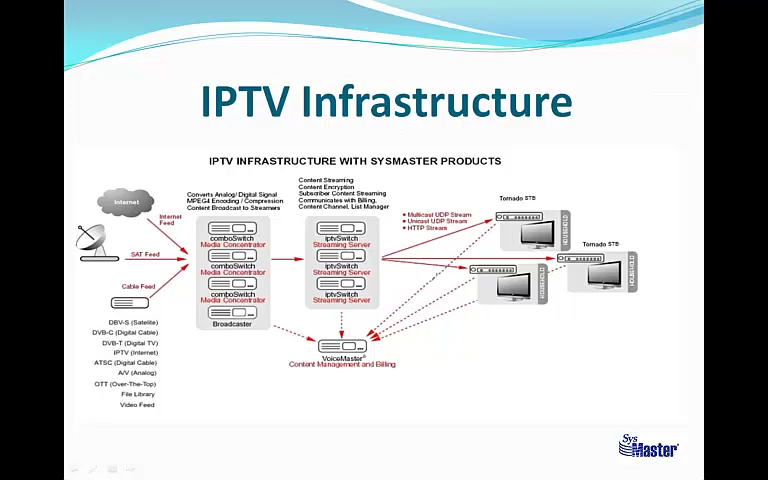 IPTV Infrastructure
IPTV INFRASTRUCTURE WITH SYSMASTER PRODUCTS
Internet
Internet
Feed
SAT Feed
Cable Feed
DBV-S (Satelite)
DVB-C (Digital Cable)
DVB-T (Digital TV)
IPTV (Internet)
ATSC (Digital Cable)
A/V (Analog)
OTT (Over-The-Top)
File Library
Video Feed
Converts Analog/ Digital Signal
MPEG4 Encoding / Compression
Content Broadcast to Streamers
comboSwitch
Media Concentrator
comboSwitch
Media Concentrator
comboSwitch
Media Concentrator
Broadcaster
Content Streaming
Content Encryption
Subscriber Content Streaming
Communicates with Billing,
Content Channel, List Manager
iptvSwitch
Streaming Server
iptvSwitch
Streaming Server
iptvSwitch
Streaming Server
Multicast UDP Stream
Unicast UDP Stream
HTTP Stream
VoiceMaster®
Content Management and Billing
Tornado STB
HOUSEHOLD
Tornado STB
HOUSEHOLD
HOUSEHOLD
Sys
Master